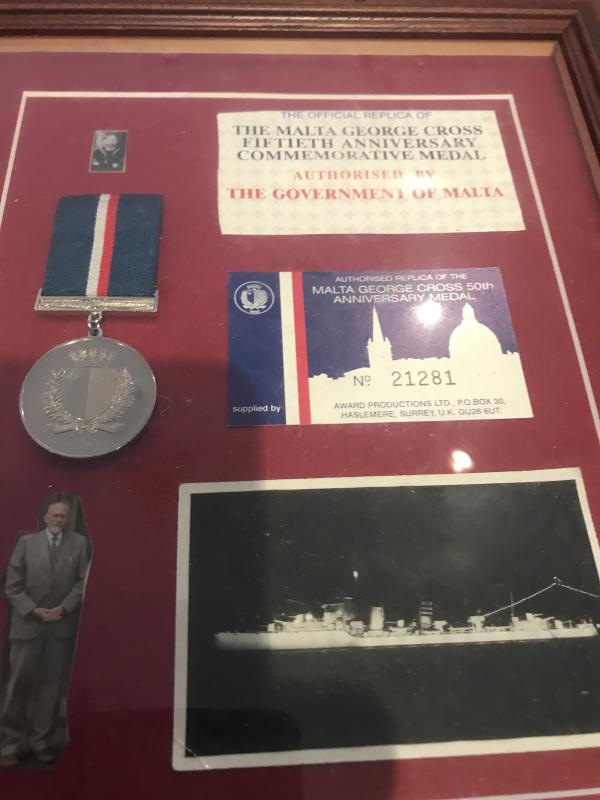 THE OFFICIAL REPLICA OF
THE MALTA GEORGE CROSS
FIFTIETH ANNIVERSARY
COMMEMORATIVE MEDAL
AUTHORISED BY
THE GOVERNMENT OF MALTA
AUTHORISED REPLICA OF THE
MALTA GEORGE CROSS 50th
ANNIVERSARY MEDAL
Nº 21281
supplied by
AWARD PRODUCTIONS LTD., P.O.BOX 30,
HASLEMERE, SURREY, U.K. GU26 6UT.